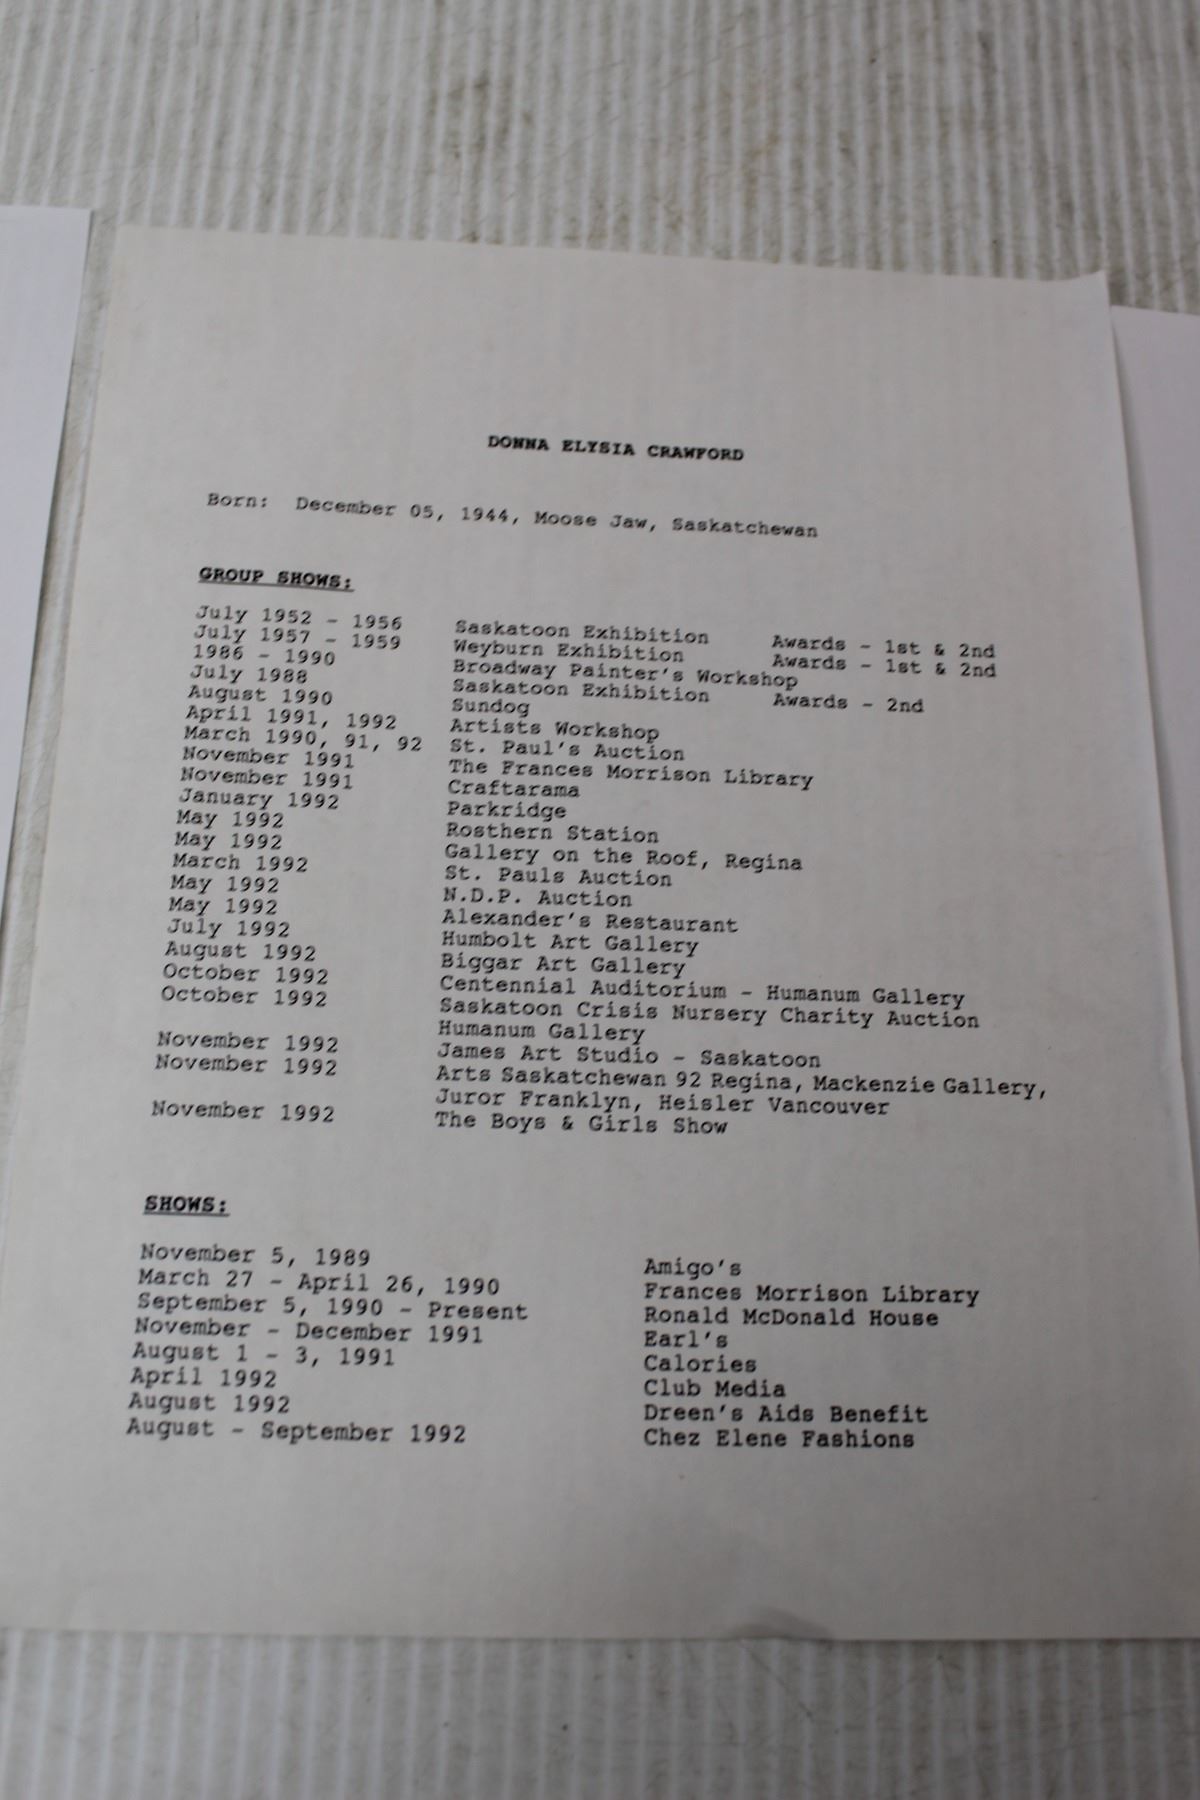 DONNA ELYSIA CRAWFORD
Born: December 05, 1944, Moose Jaw, Saskatchewan
GROUP SHOWS:
July 1952 - 1956 Saskatoon Exhibition Awards - 1st & 2nd
July 1957 - 1959 Weyburn Exhibition Awards - 1st & 2nd
1986 - 1990 Broadway Painter's Workshop
July 1988 Saskatoon Exhibition Awards - 2nd
August 1990 Sundog
April 1991, 1992 Artists Workshop
March 1990, 91, 92 St. Paul's Auction
November 1991 The Frances Morrison Library
November 1991 Craftarama
January 1992 Parkridge
May 1992 Rosthern Station
May 1992 Gallery on the Roof, Regina
March 1992 St. Pauls Auction
May 1992 N.D.P. Auction
May 1992 Alexander's Restaurant
July 1992 Humbolt Art Gallery
August 1992 Biggar Art Gallery
October 1992 Centennial Auditorium - Humanum Gallery
October 1992 Saskatoon Crisis Nursery Charity Auction
Humanum Gallery
November 1992 James Art Studio - Saskatoon
November 1992 Arts Saskatchewan 92 Regina, Mackenzie Gallery,
Juror Franklyn, Heisler Vancouver
November 1992 The Boys & Girls Show
SHOWS:
November 5, 1989 Amigo's
March 27 - April 26, 1990 Frances Morrison Library
September 5, 1990 - Present Ronald McDonald House
November - December 1991 Earl's
August 1 - 3, 1991 Calories
April 1992 Club Media
August 1992 Dreen's Aids Benefit
August - September 1992 Chez Elene Fashions